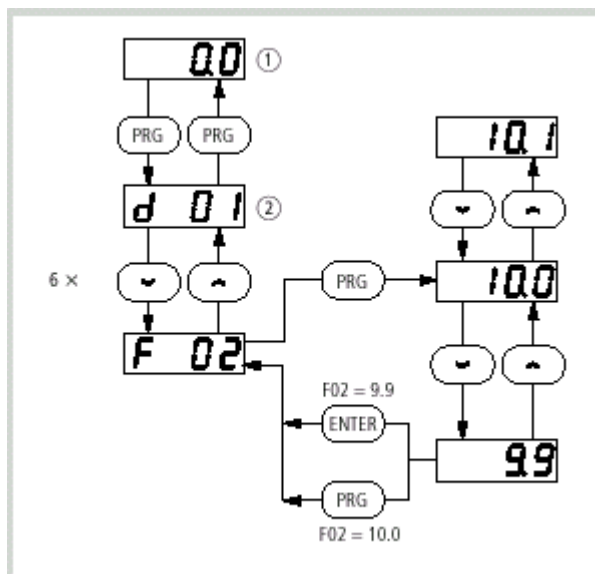 0.0 ①
PRG PRG
10.1
d 01 ②
6 ×
PRG
10.0
F 02
F02 = 9.9
ENTER
9.9
PRG
F02 = 10.0